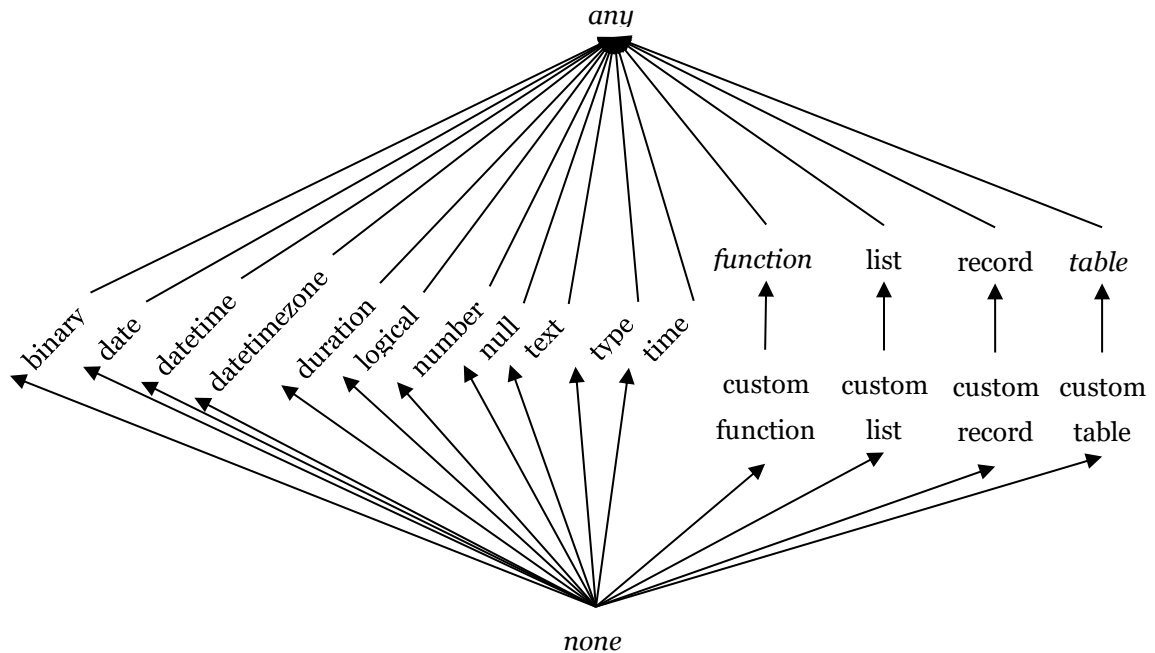 any
binary
date
datetime
datetimezone
duration
logical
number
null
text
type
time
function
list
record
table
custom
function
custom
list
custom
record
custom
table
none